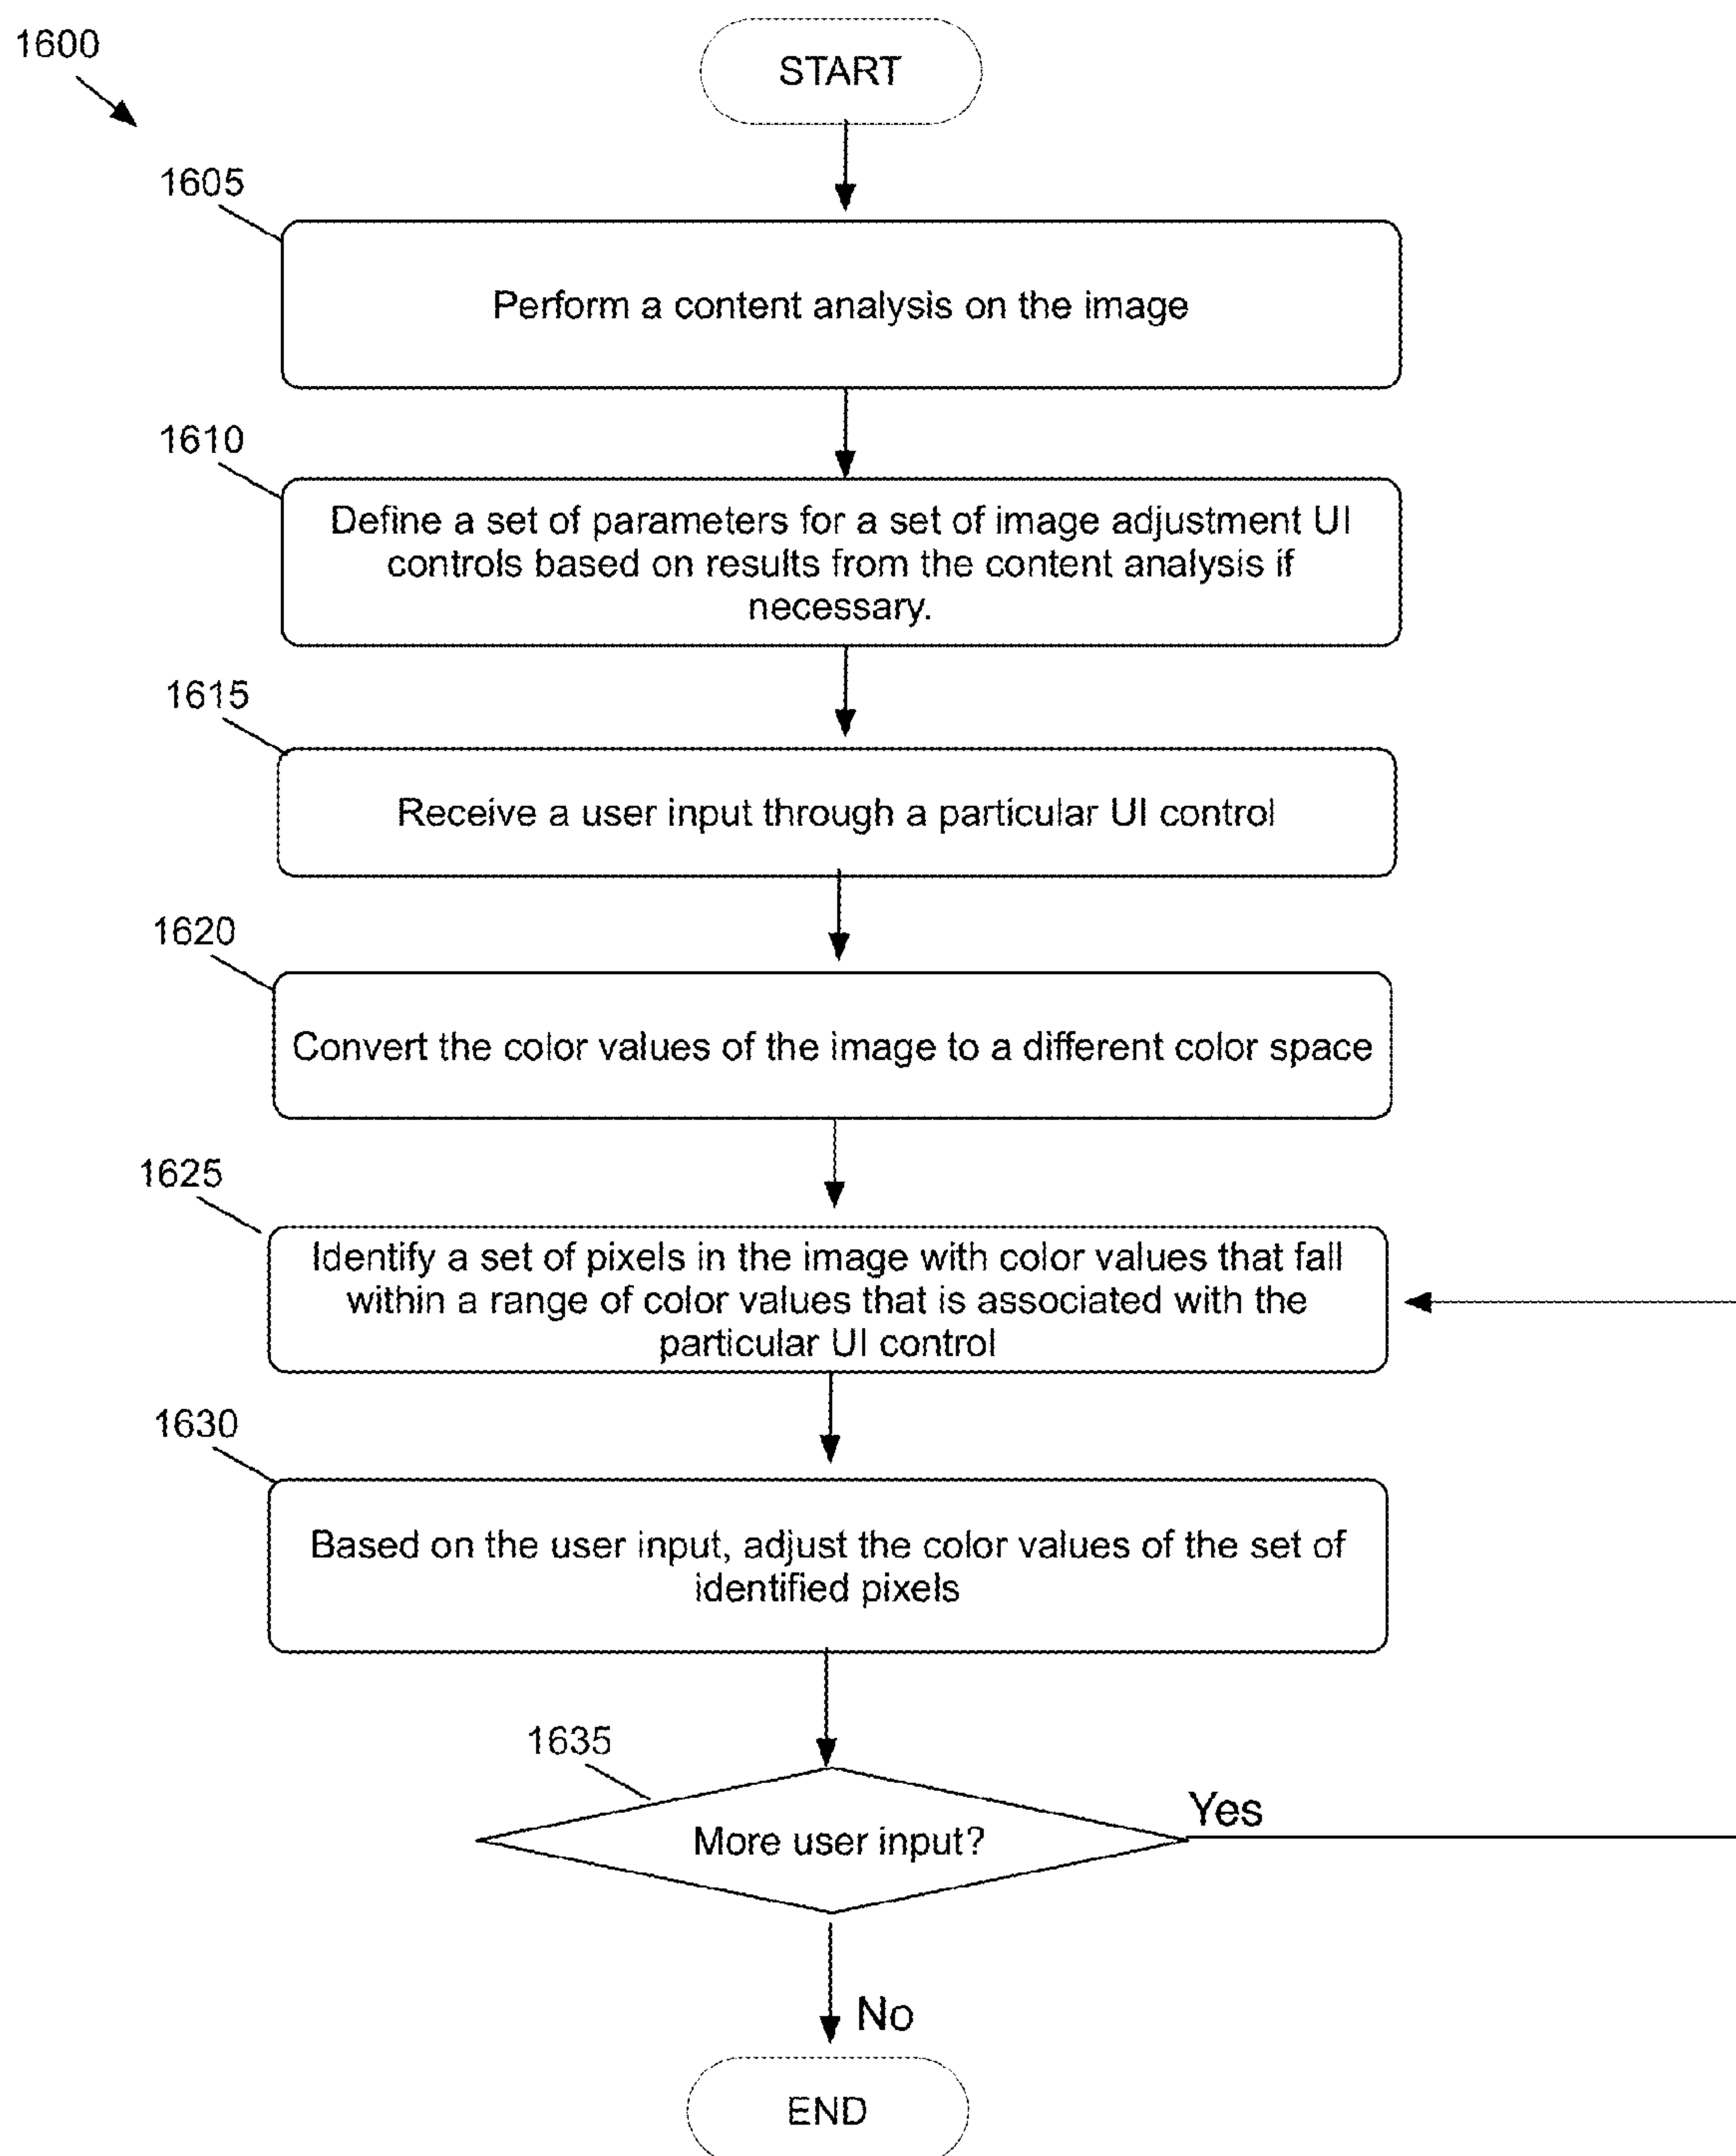 1600
START
1605
Perform a content analysis on the image
1610
Define a set of parameters for a set of image adjustment UI
controls based on results from the content analysis if
necessary.
1615
Receive a user input through a particular UI control
1620
Convert the color values of the image to a different color space
1625
Identify a set of pixels in the image with color values that fall
within a range of color values that is associated with the
particular UI control
1630
Based on the user input, adjust the color values of the set of
identified pixels
1635
More user input?
Yes
No
END